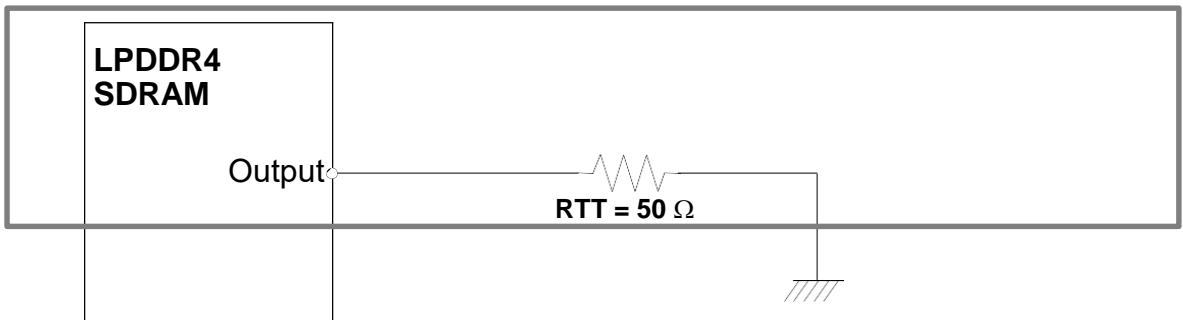 LPDDR4
SDRAM
Output
RTT = 50 Ω